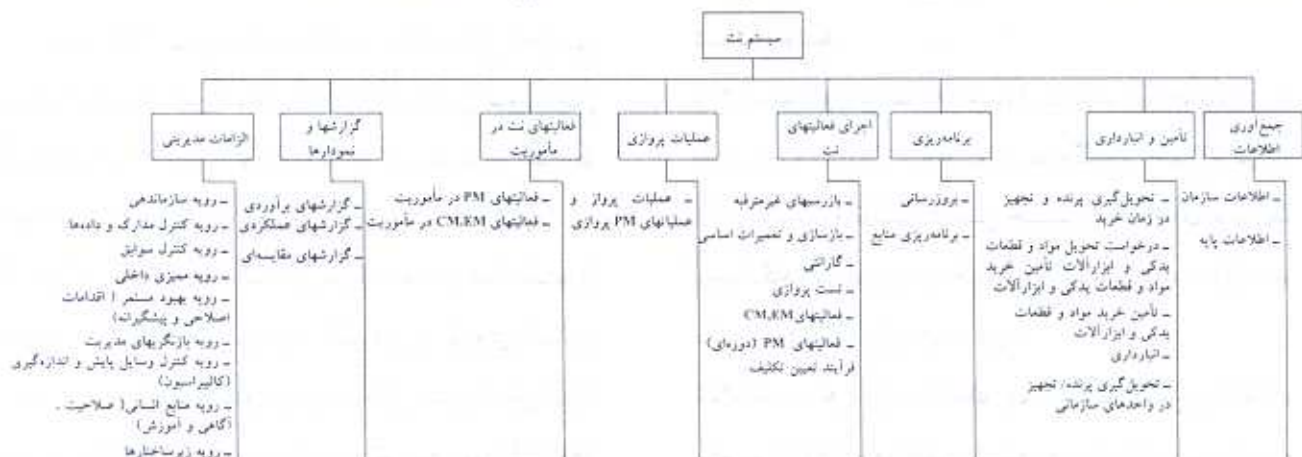 سیستم نت
جمع‌آوری
اطلاعات
ـ اطلاعات سازمان
ـ اطلاعات پایه
تأمین و انبارداری
ـ تحویل‌گیری پرنده و تجهیز
در زمان خرید
ـ درخواست تحویل مواد و قطعات
یدکی و ابزارآلات تأمین خرید
مواد و قطعات یدکی و ابزارآلات
ـ تأمین خرید مواد و قطعات
یدکی و ابزارآلات
ـ انبارداری
ـ تحویل‌گیری پرنده/ تجهیز
در واحدهای سازمانی
برنامه‌ریزی
ـ بروزرسانی
ـ برنامه‌ریزی منابع
اجرای فعالیتهای
نت
ـ بازرسیهای غیرمترقبه
ـ بازسازی و تعمیرات اساسی
ـ گارانتی
ـ تست پروازی
ـ فعالیتهای CM,EM
ـ فعالیتهای PM (دوره‌ای)
فرآیند تعیین تکلیف
عملیات پروازی
ـ عملیات پرواز و
عملیاتهای PM پروازی
فعالیتهای نت در
مأموریت
ـ فعالیتهای PM در مأموریت
ـ فعالیتهای CM,EM در مأموریت
گزارشها و
نمودارها
ـ گزارشهای برآوردی
ـ گزارشهای عملکردی
ـ گزارشهای مقایسه‌ای
الزامات مدیریتی
ـ رویه سازماندهی
ـ رویه کنترل مدارک و داده‌ها
ـ رویه کنترل سوابق
ـ رویه ممیزی داخلی
ـ رویه بهبود مستمر ( اقدامات
اصلاحی و پیشگیرانه)
ـ رویه بازنگریهای مدیریت
ـ رویه کنترل وسایل پایش و اندازه‌گیری
(کالیبراسیون)
ـ رویه منابع انسانی( صلاحیت ـ
آگاهی و آموزش)
ـ رویه زیرساختارها